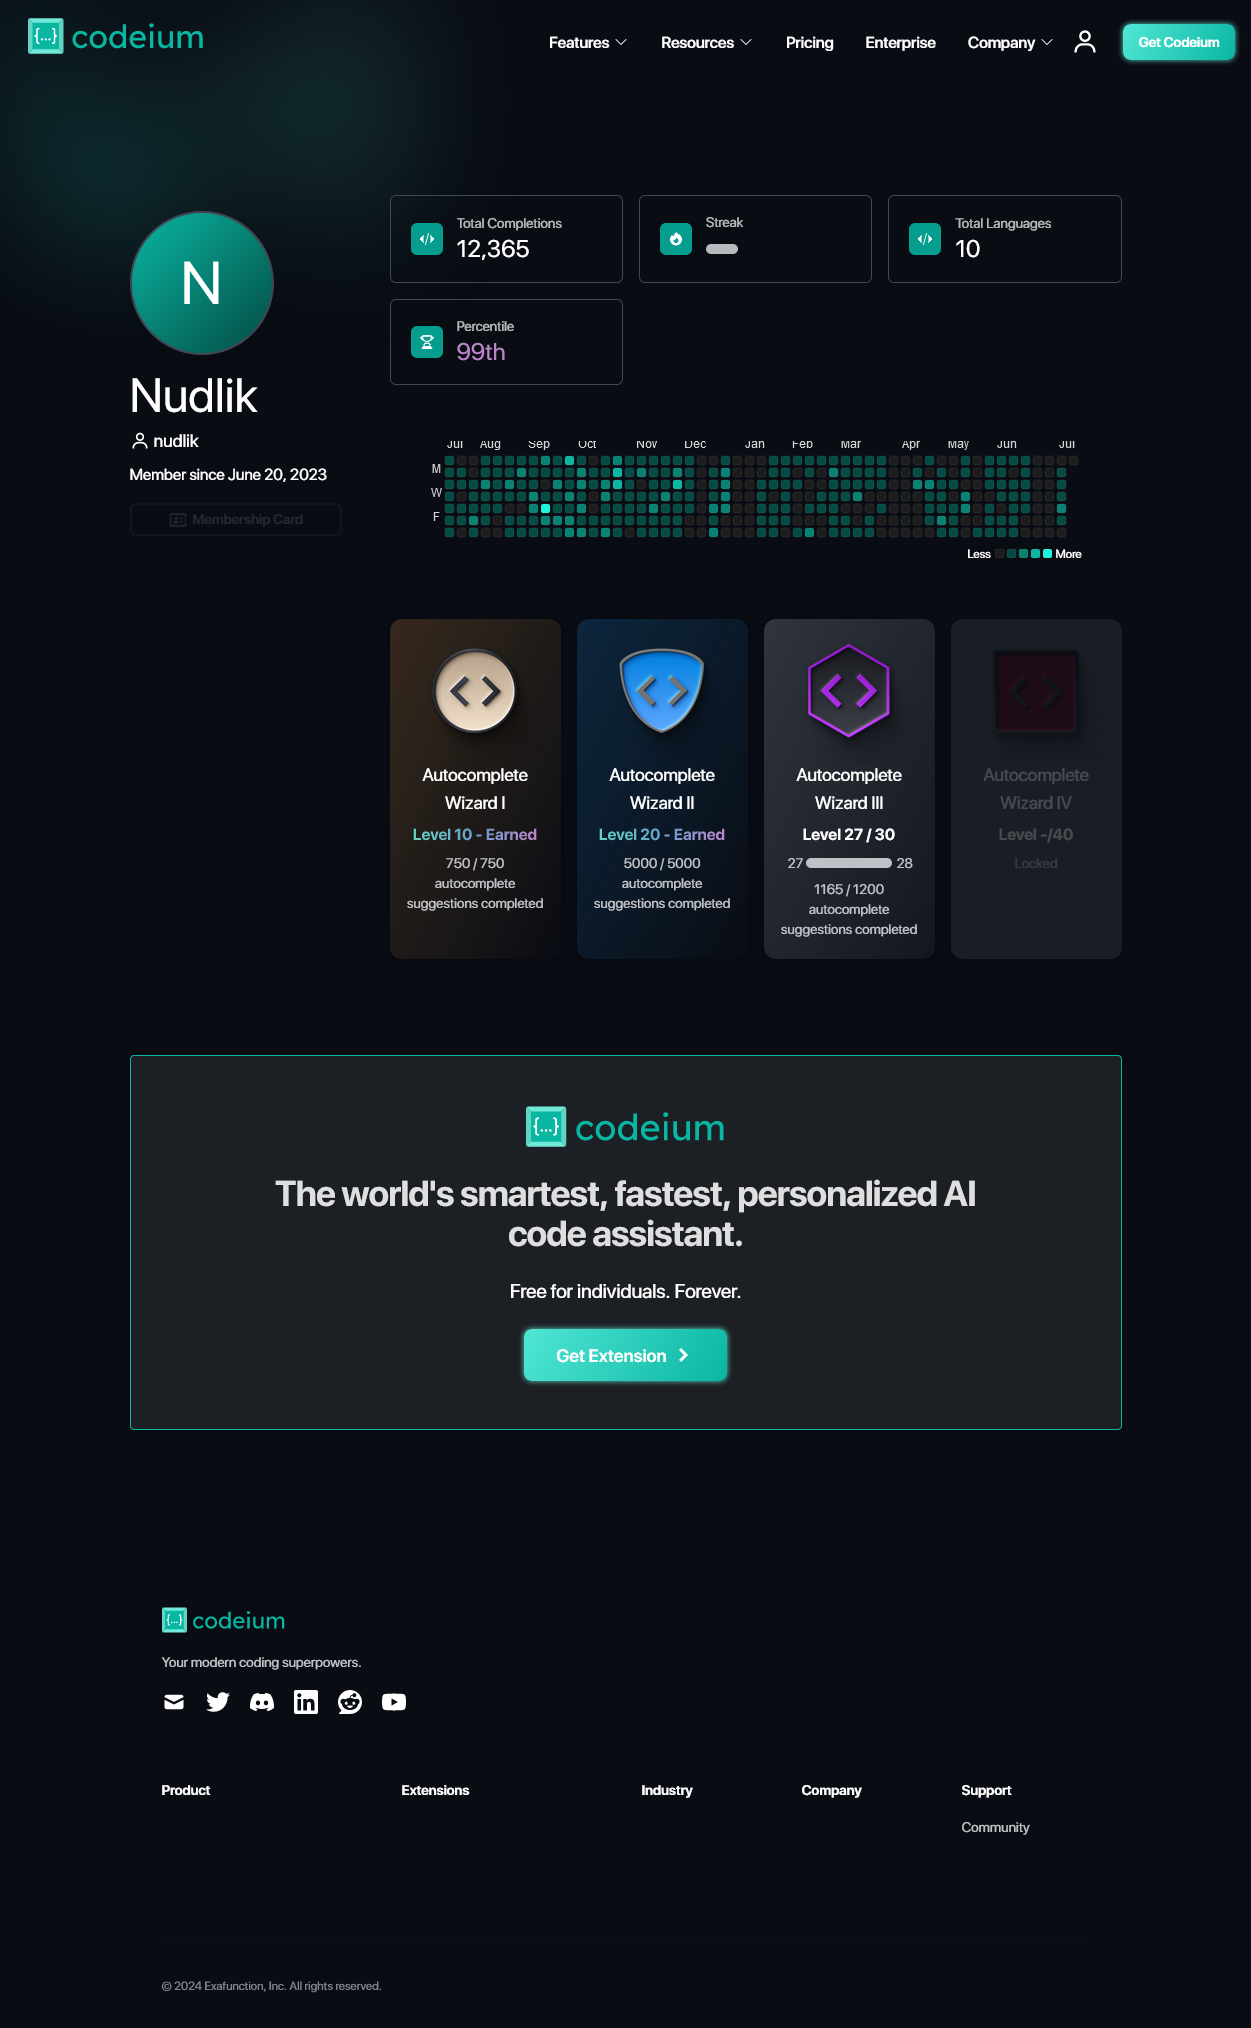 {...} codeium
Features
Resources
Pricing
Enterprise
Company
Get Codeium
N
Nudlik
nudlik
Member since June 20, 2023
Membership Card
Total Completions
12,365
Streak
Total Languages
10
Percentile
99th
Jul Aug Sep Oct Nov Dec Jan Feb Mar Apr May Jun Jul
M
W
F
Less More
Autocomplete
Wizard I
Level 10 - Earned
750 / 750
autocomplete
suggestions completed
Autocomplete
Wizard II
Level 20 - Earned
5000 / 5000
autocomplete
suggestions completed
Autocomplete
Wizard III
Level 27 / 30
27 28
1165 / 1200
autocomplete
suggestions completed
Autocomplete
Wizard IV
Level -/40
Locked
{...} codeium
The world's smartest, fastest, personalized AI
code assistant.
Free for individuals. Forever.
Get Extension
{...} codeium
Your modern coding superpowers.
Product
Extensions
Industry
Company
Support
Community
© 2024 Exafunction, Inc. All rights reserved.